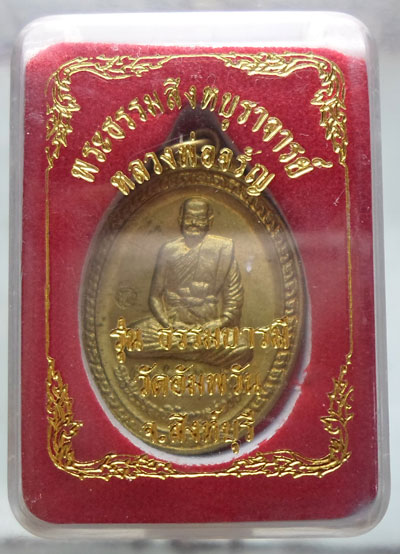 พระธรรมสิงหบุราจารย์
หลวงพ่อจรัญ
รุ่น ธรรมบารมี
วัดอัมพวัน
จ.สิงห์บุรี